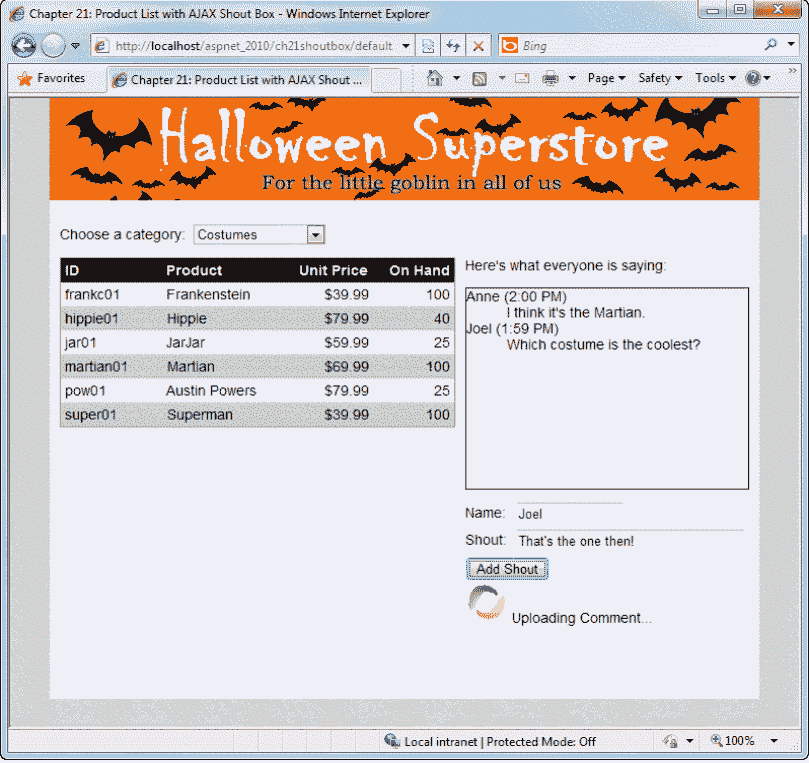 Chapter 21: Product List with AJAX Shout Box - Windows Internet Explorer
http://localhost/aspnet_2010/ch21shoutbox/default
Bing
Favorites
Chapter 21: Product List with AJAX Shout ...
Page
Safety
Tools
Halloween Superstore
For the little goblin in all of us
Choose a category: Costumes
ID Product Unit Price On Hand
frankc01 Frankenstein $39.99 100
hippie01 Hippie $79.99 40
jar01 JarJar $59.99 25
martian01 Martian $69.99 100
pow01 Austin Powers $79.99 25
super01 Superman $39.99 100
Here's what everyone is saying:
Anne (2:00 PM)
I think it's the Martian.
Joel (1:59 PM)
Which costume is the coolest?
Name: Joel
Shout: That's the one then!
Add Shout
Uploading Comment...
Local intranet | Protected Mode: Off
100%